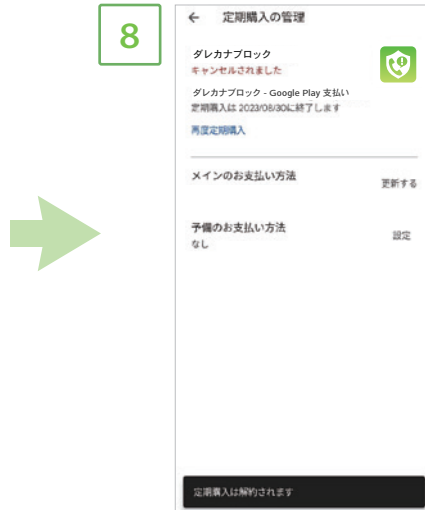 8
← 定期購入の管理
ダレカナブロック
キャンセルされました
ダレカナブロック - Google Play 支払い
定期購入は 2023/08/30に終了します
再度定期購入
メインのお支払い方法
更新する
予備のお支払い方法
設定
なし
定期購入は解約されます